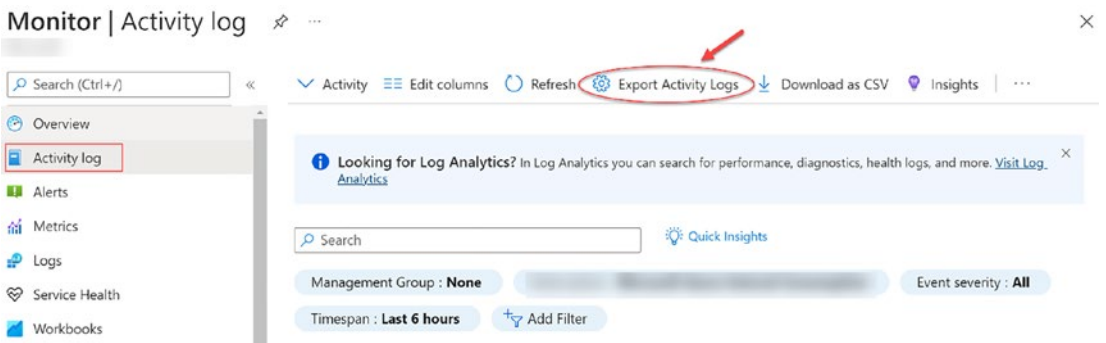 Monitor | Activity log
Search (Ctrl+/)
Overview
Activity log
Alerts
Metrics
Logs
Service Health
Workbooks
Activity Edit columns Refresh Export Activity Logs Download as CSV Insights
Looking for Log Analytics? In Log Analytics you can search for performance, diagnostics, health logs, and more. Visit Log
Analytics
Search
Quick Insights
Management Group : None
Event severity : All
Timespan : Last 6 hours
Add Filter